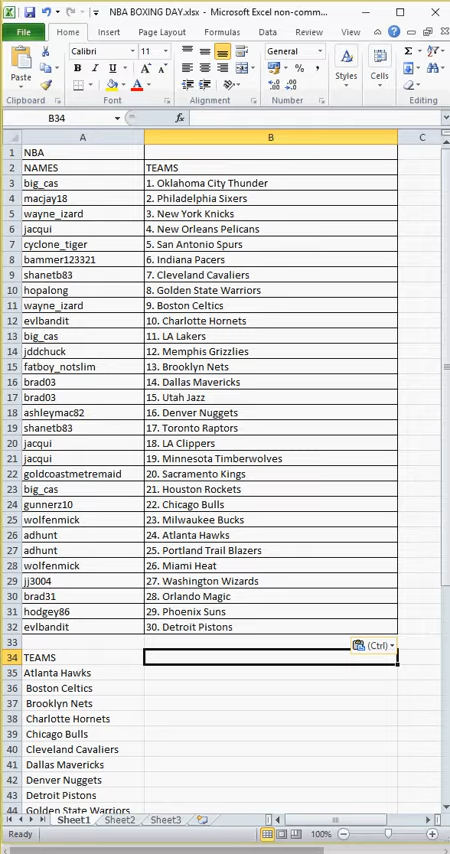 NBA BOXING DAY.xlsx - Microsoft Excel non-comm...
File Home Insert Page Layout Formulas Data Review View
Calibri 11 General
Paste Styles Cells
Clipboard Font Alignment Number Editing
B34 fx
A B C
1 NBA
2 NAMES TEAMS
3 big_cas 1. Oklahoma City Thunder
4 macjay18 2. Philadelphia Sixers
5 wayne_izard 3. New York Knicks
6 jacqui 4. New Orleans Pelicans
7 cyclone_tiger 5. San Antonio Spurs
8 bammer123321 6. Indiana Pacers
9 shanetb83 7. Cleveland Cavaliers
10 hopalong 8. Golden State Warriors
11 wayne_izard 9. Boston Celtics
12 evlbandit 10. Charlotte Hornets
13 big_cas 11. LA Lakers
14 jddchuck 12. Memphis Grizzlies
15 fatboy_notslim 13. Brooklyn Nets
16 brad03 14. Dallas Mavericks
17 brad03 15. Utah Jazz
18 ashleymac82 16. Denver Nuggets
19 shanetb83 17. Toronto Raptors
20 jacqui 18. LA Clippers
21 jacqui 19. Minnesota Timberwolves
22 goldcoastmetremaid 20. Sacramento Kings
23 big_cas 21. Houston Rockets
24 gunnerz10 22. Chicago Bulls
25 wolfenmick 23. Milwaukee Bucks
26 adhunt 24. Atlanta Hawks
27 adhunt 25. Portland Trail Blazers
28 wolfenmick 26. Miami Heat
29 jj3004 27. Washington Wizards
30 brad31 28. Orlando Magic
31 hodgey86 29. Phoenix Suns
32 evlbandit 30. Detroit Pistons
33 (Ctrl)
34 TEAMS
35 Atlanta Hawks
36 Boston Celtics
37 Brooklyn Nets
38 Charlotte Hornets
39 Chicago Bulls
40 Cleveland Cavaliers
41 Dallas Mavericks
42 Denver Nuggets
43 Detroit Pistons
44 Golden State Warriors
Sheet1 Sheet2 Sheet3
Ready 100%